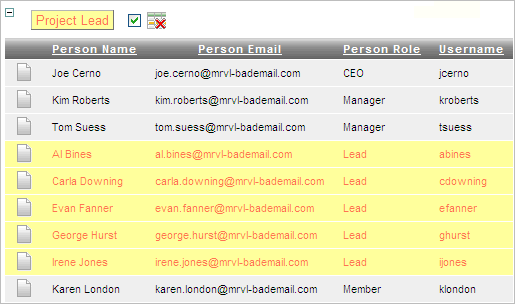 Project Lead
Person Name Person Email Person Role Username
Joe Cerno joe.cerno@mrvl-bademail.com CEO jcerno
Kim Roberts kim.roberts@mrvl-bademail.com Manager kroberts
Tom Suess tom.suess@mrvl-bademail.com Manager tsuess
Al Bines al.bines@mrvl-bademail.com Lead abines
Carla Downing carla.downing@mrvl-bademail.com Lead cdowning
Evan Fanner evan.fanner@mrvl-bademail.com Lead efanner
George Hurst george.hurst@mrvl-bademail.com Lead ghurst
Irene Jones irene.jones@mrvl-bademail.com Lead ijones
Karen London karen.london@mrvl-bademail.com Member klondon